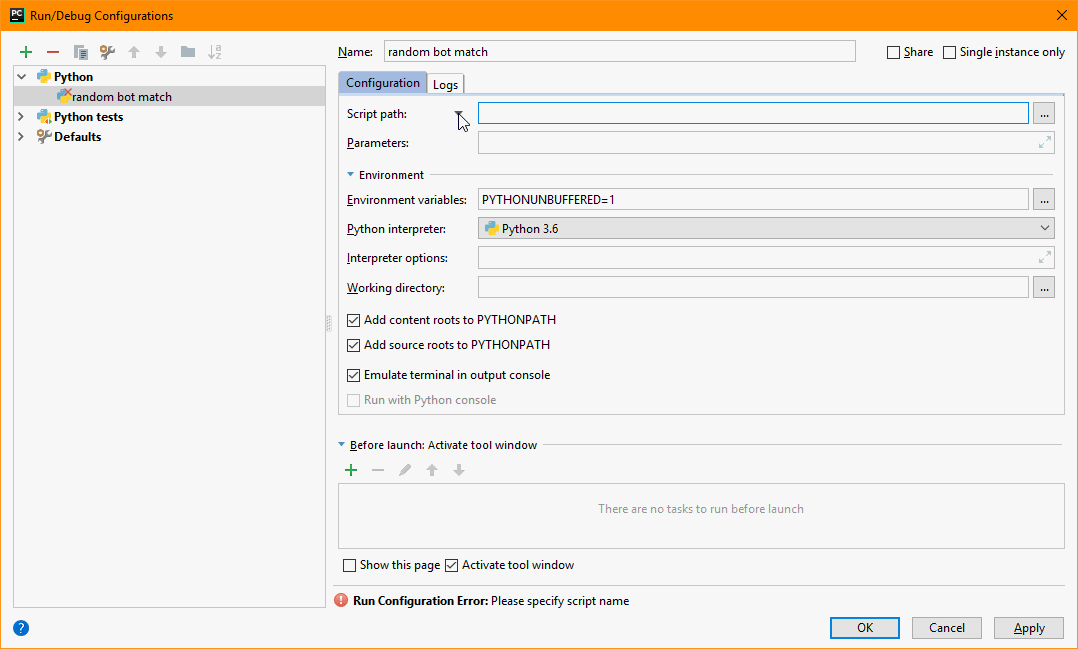 Run/Debug Configurations
Name: random bot match Share Single instance only
Python
random bot match
Python tests
Defaults
Configuration Logs
Script path: ...
Parameters:
Environment
Environment variables: PYTHONUNBUFFERED=1 ...
Python interpreter: Python 3.6
Interpreter options:
Working directory: ...
Add content roots to PYTHONPATH
Add source roots to PYTHONPATH
Emulate terminal in output console
Run with Python console
Before launch: Activate tool window
There are no tasks to run before launch
Show this page Activate tool window
Run Configuration Error: Please specify script name
? OK Cancel Apply